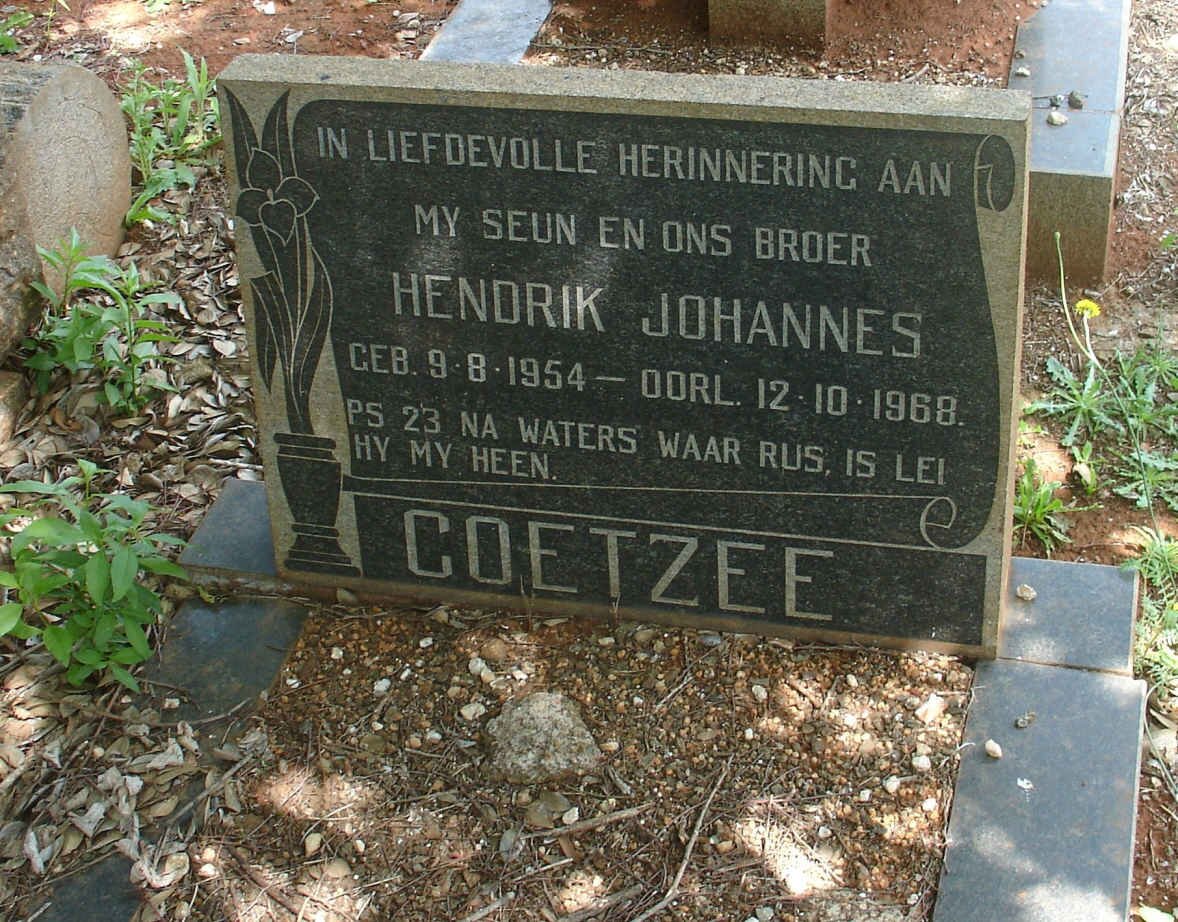 IN LIEFDEVOLLE HERINNERING AAN
MY SEUN EN ONS BROER
HENDRIK JOHANNES
GEB. 9·8·1954 — OORL. 12·10·1968.
PS 23 NA WATERS WAAR RUS, IS LEI
HY MY HEEN.
COETZEE